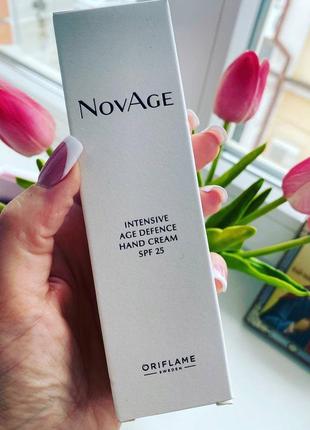 NOVAGE
INTENSIVE
AGE DEFENCE
HAND CREAM
SPF 25
ORIFLAME
SWEDEN